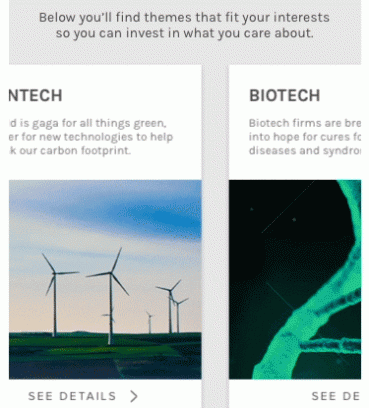 Below you'll find themes that fit your interests
so you can invest in what you care about.
NTECH
d is gaga for all things green,
er for new technologies to help
k our carbon footprint.
SEE DETAILS
BIOTECH
Biotech firms are bre
into hope for cures fo
diseases and syndro
SEE DE